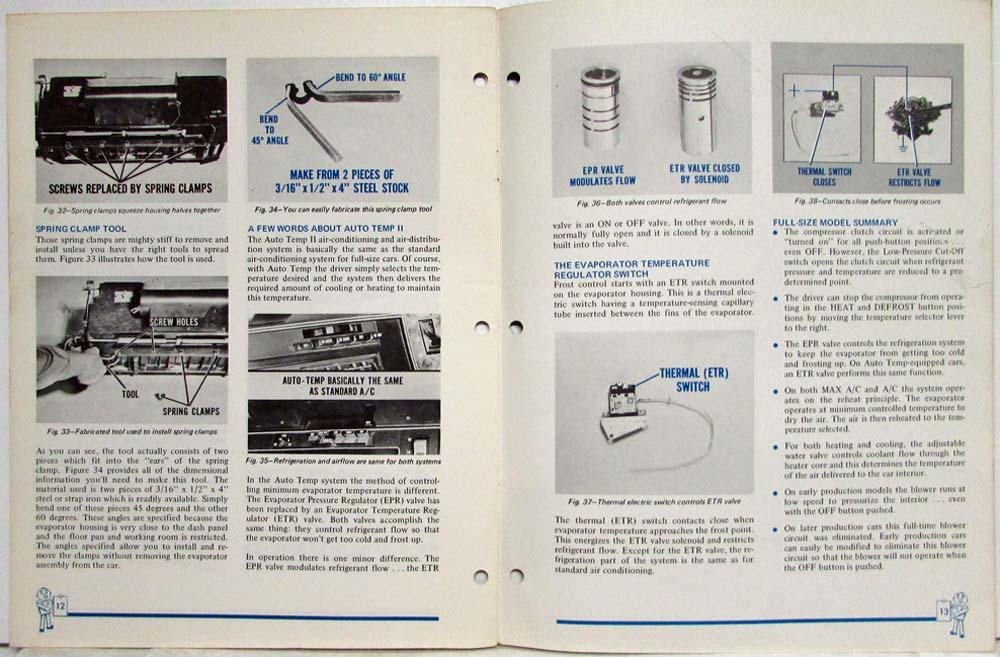 SCREWS REPLACED BY SPRING CLAMPS
Fig. 32—Spring clamps squeeze housing halves together
SPRING CLAMP TOOL
Those spring clamps are mighty stiff to remove and
install unless you have the right tools to spread
them. Figure 33 illustrates how the tool is used.
SCREW HOLES
TOOL
SPRING CLAMPS
Fig. 33—Fabricated tool used to install spring clamps
As you can see, the tool actually consists of two
pieces which fit into the "ears" of the spring
clamp. Figure 34 provides all of the dimensional
information you'll need to make this tool. The
material used is two pieces of 3/16" x 1/2" x 4"
steel or strap iron which is readily available. Simply
bend one of these pieces 45 degrees and the other
60 degrees. These angles are specified because the
evaporator housing is very close to the dash panel
and the floor pan and working room is restricted.
The angles specified allow you to install and re-
move the clamps without removing the evaporator
assembly from the car.
12
BEND TO 60° ANGLE
BEND
TO
45° ANGLE
MAKE FROM 2 PIECES OF
3/16" x 1/2" x 4" STEEL STOCK
Fig. 34—You can easily fabricate this spring clamp tool
A FEW WORDS ABOUT AUTO TEMP II
The Auto Temp II air-conditioning and air-distribu-
tion system is basically the same as the standard
air-conditioning system for full-size cars. Of course,
with Auto Temp the driver simply selects the tem-
perature desired and the system then delivers the
required amount of cooling or heating to maintain
this temperature.
AUTO-TEMP BASICALLY THE SAME
AS STANDARD A/C
Fig. 35—Refrigeration and airflow are same for both systems
In the Auto Temp system the method of control-
ling minimum evaporator temperature is different.
The Evaporator Pressure Regulator (EPR) valve has
been replaced by an Evaporator Temperature Reg-
ulator (ETR) valve. Both valves accomplish the
same thing: they control refrigerant flow so that
the evaporator won't get too cold and frost up.
In operation there is one minor difference. The
EPR valve modulates refrigerant flow . . . the ETR
EPR VALVE
MODULATES FLOW
ETR VALVE CLOSED
BY SOLENOID
Fig. 36—Both valves control refrigerant flow
valve is an ON or OFF valve. In other words, it is
normally fully open and it is closed by a solenoid
built into the valve.
THE EVAPORATOR TEMPERATURE
REGULATOR SWITCH
Frost control starts with an ETR switch mounted
on the evaporator housing. This is a thermal elec-
tric switch having a temperature-sensing capillary
tube inserted between the fins of the evaporator.
THERMAL (ETR)
SWITCH
Fig. 37—Thermal electric switch controls ETR valve
The thermal (ETR) switch contacts close when
evaporator temperature approaches the frost point.
This energizes the ETR valve solenoid and restricts
refrigerant flow. Except for the ETR valve, the re-
frigeration part of the system is the same as for
standard air conditioning.
+
THERMAL SWITCH
CLOSES
ETR VALVE
RESTRICTS FLOW
Fig. 38—Contacts close before frosting occurs
FULL-SIZE MODEL SUMMARY
• The compressor clutch circuit is activated or
"turned on" for all push-button positions . . .
even OFF. However, the Low-Pressure Cut-Off
switch opens the clutch circuit when refrigerant
pressure and temperature are reduced to a pre-
determined point.
• The driver can stop the compressor from opera-
ting in the HEAT and DEFROST button posi-
tions by moving the temperature selector lever
to the right.
• The EPR valve controls the refrigeration system
to keep the evaporator from getting too cold
and frosting up. On Auto Temp-equipped cars,
an ETR valve performs this same function.
• On both MAX A/C and A/C the system oper-
ates on the reheat principle. The evaporator
operates at minimum controlled temperature to
dry the air. The air is then reheated to the tem-
perature selected.
• For both heating and cooling, the adjustable
water valve controls coolant flow through the
heater core and this determines the temperature
of the air delivered to the car interior.
• On early production models the blower runs at
low speed to pressurize the interior . . . even
with the OFF button pushed.
• On later production cars this full-time blower
circuit was eliminated. Early production cars
can easily be modified to eliminate this blower
circuit so that the blower will not operate when
the OFF button is pushed.
13